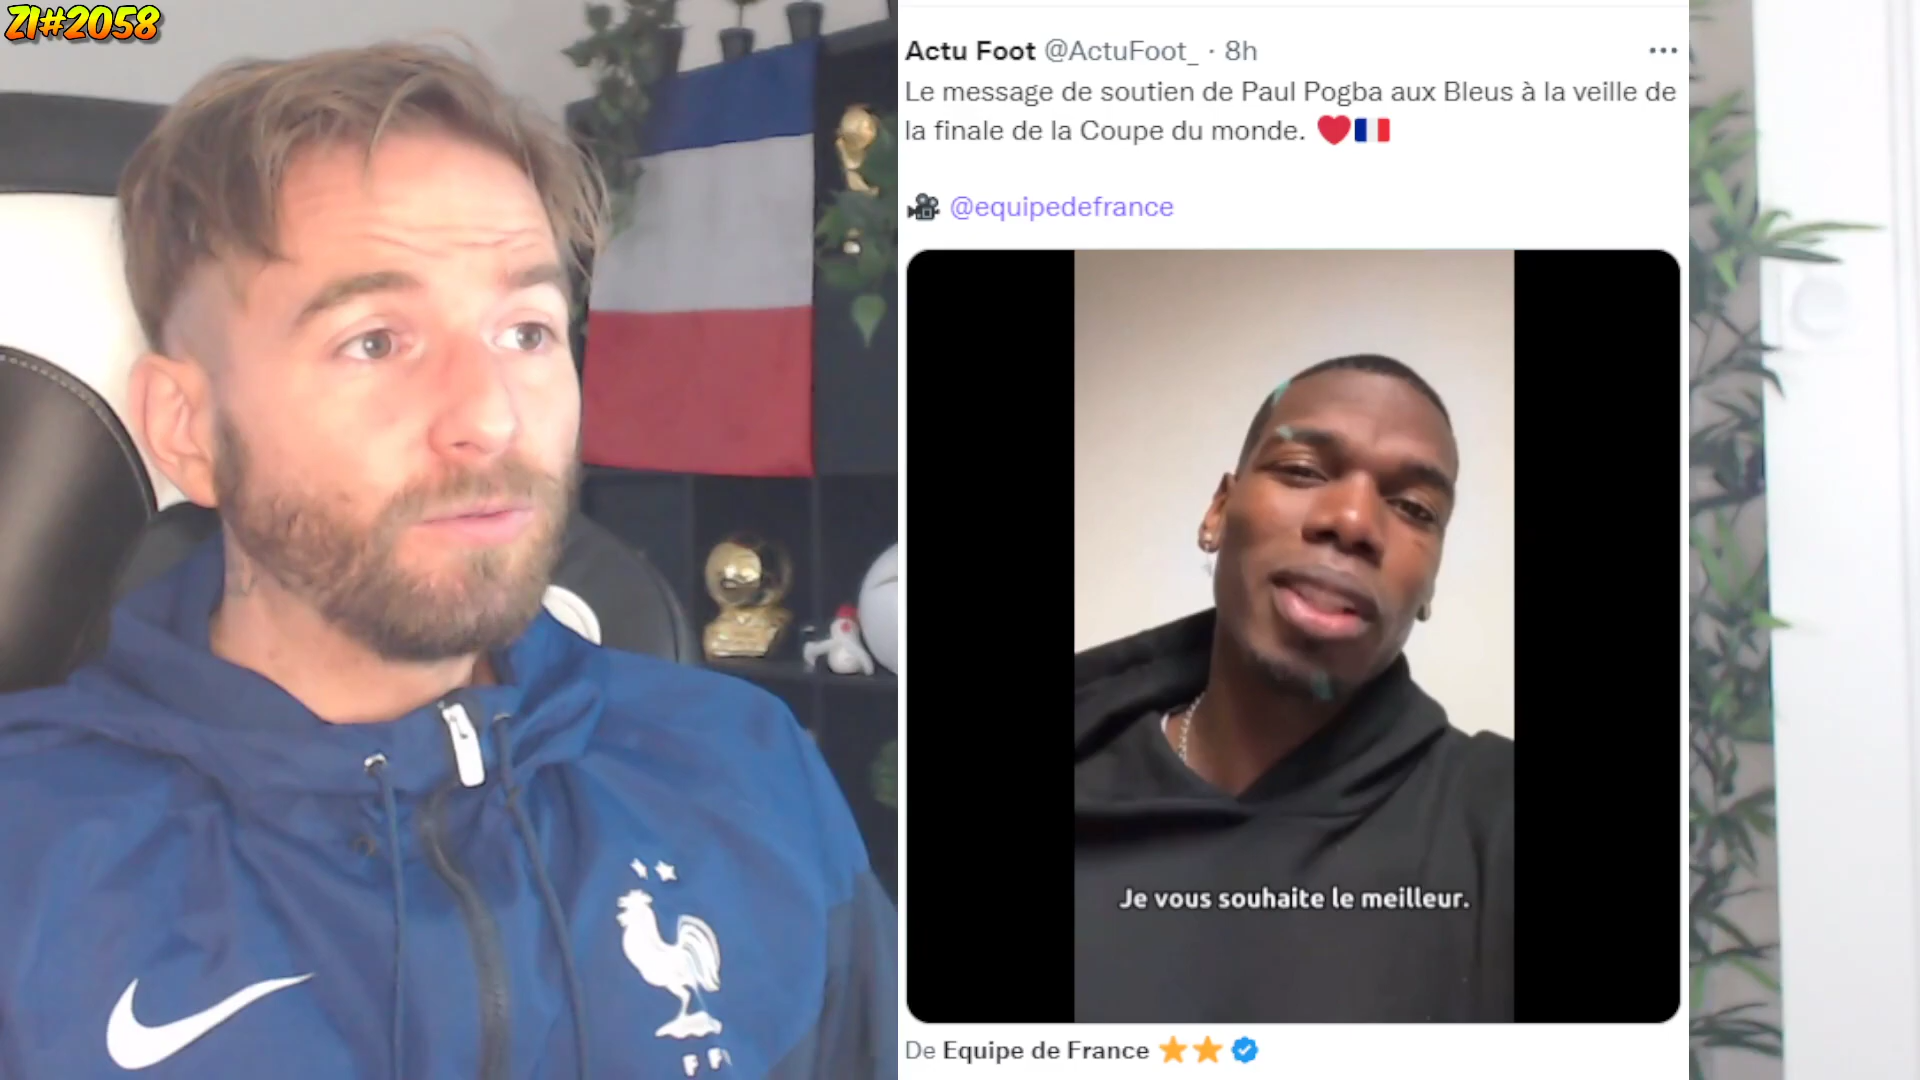 ZI#2058
Actu Foot @ActuFoot_ · 8h
Le message de soutien de Paul Pogba aux Bleus à la veille de
la finale de la Coupe du monde. ❤️🇫🇷
🎥 @equipedefrance
Je vous souhaite le meilleur.
De Equipe de France ⭐⭐
FFF